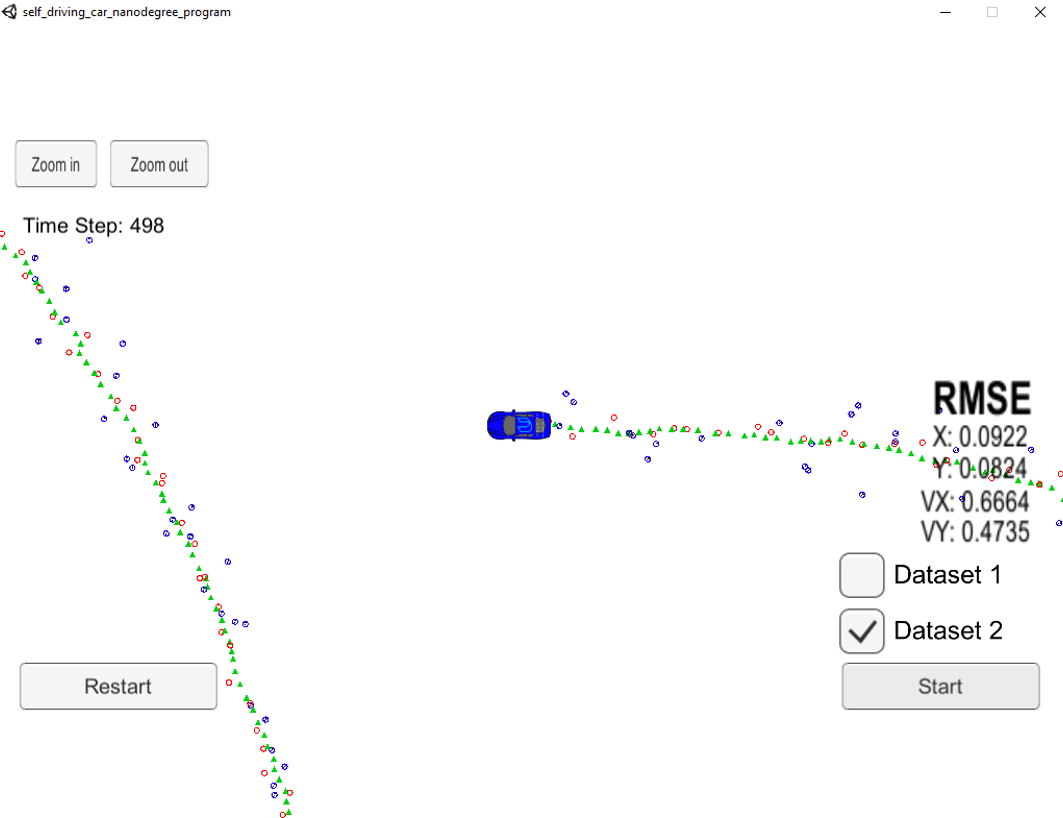 self_driving_car_nanodegree_program
Zoom in
Zoom out
Time Step: 498
RMSE
X: 0.0922
Y: 0.0824
VX: 0.6664
VY: 0.4735
Dataset 1
Dataset 2
Restart
Start